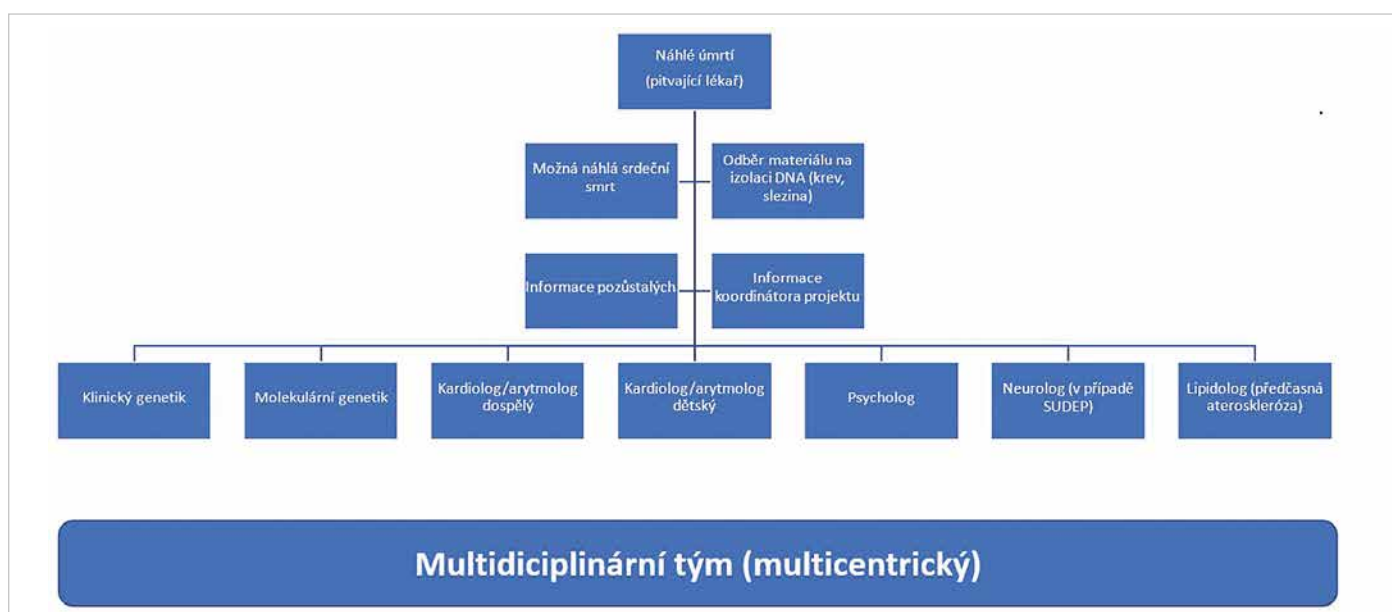 Náhlé úmrtí
(pitvající lékař)
Možná náhlá srdeční
smrt
Odběr materiálu na
izolaci DNA (krev,
slezina)
Informace pozůstalých
Informace
koordinátora projektu
Klinický genetik
Molekulární genetik
Kardiolog/arytmolog
dospělý
Kardiolog/arytmolog
dětský
Psycholog
Neurolog (v případě
SUDEP)
Lipidolog (předčasná
ateroskleróza)
Multidiciplinární tým (multicentrický)